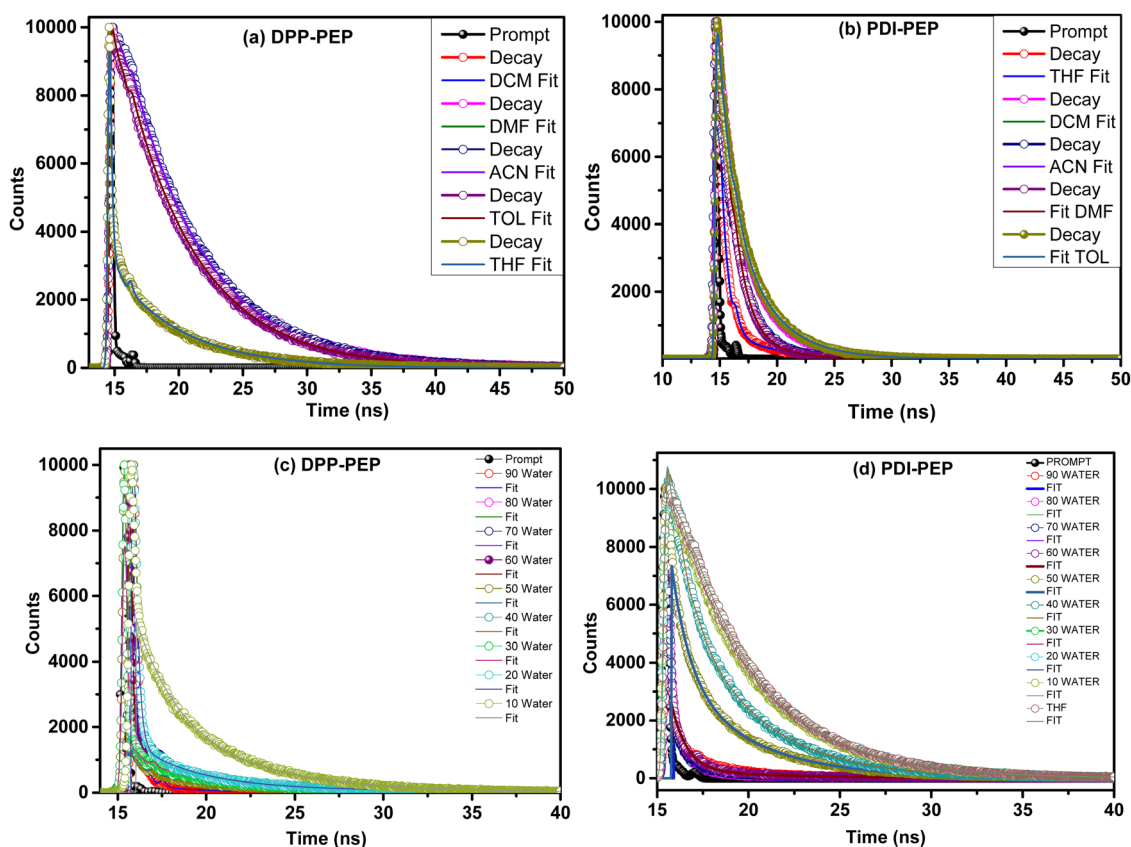 (a) DPP-PEP
Prompt
Decay
DCM Fit
Decay
DMF Fit
Decay
ACN Fit
Decay
TOL Fit
Decay
THF Fit
10000
8000
6000
4000
2000
0
Counts
15 20 25 30 35 40 45 50
Time (ns)
(b) PDI-PEP
Prompt
Decay
THF Fit
Decay
DCM Fit
Decay
ACN Fit
Decay
Fit DMF
Decay
Fit TOL
10000
8000
6000
4000
2000
Counts
10 15 20 25 30 35 40 45 50
Time (ns)
(c) DPP-PEP
Prompt
90 Water
Fit
80 Water
Fit
70 Water
Fit
60 Water
Fit
50 Water
Fit
40 Water
Fit
30 Water
Fit
20 Water
Fit
10 Water
Fit
10000
8000
6000
4000
2000
0
Counts
15 20 25 30 35 40
Time (ns)
(d) PDI-PEP
PROMPT
90 WATER
FIT
80 WATER
FIT
70 WATER
FIT
60 WATER
FIT
50 WATER
FIT
40 WATER
FIT
30 WATER
FIT
20 WATER
FIT
10 WATER
FIT
THF
FIT
10000
8000
6000
4000
2000
0
Counts
15 20 25 30 35 40
Time (ns)